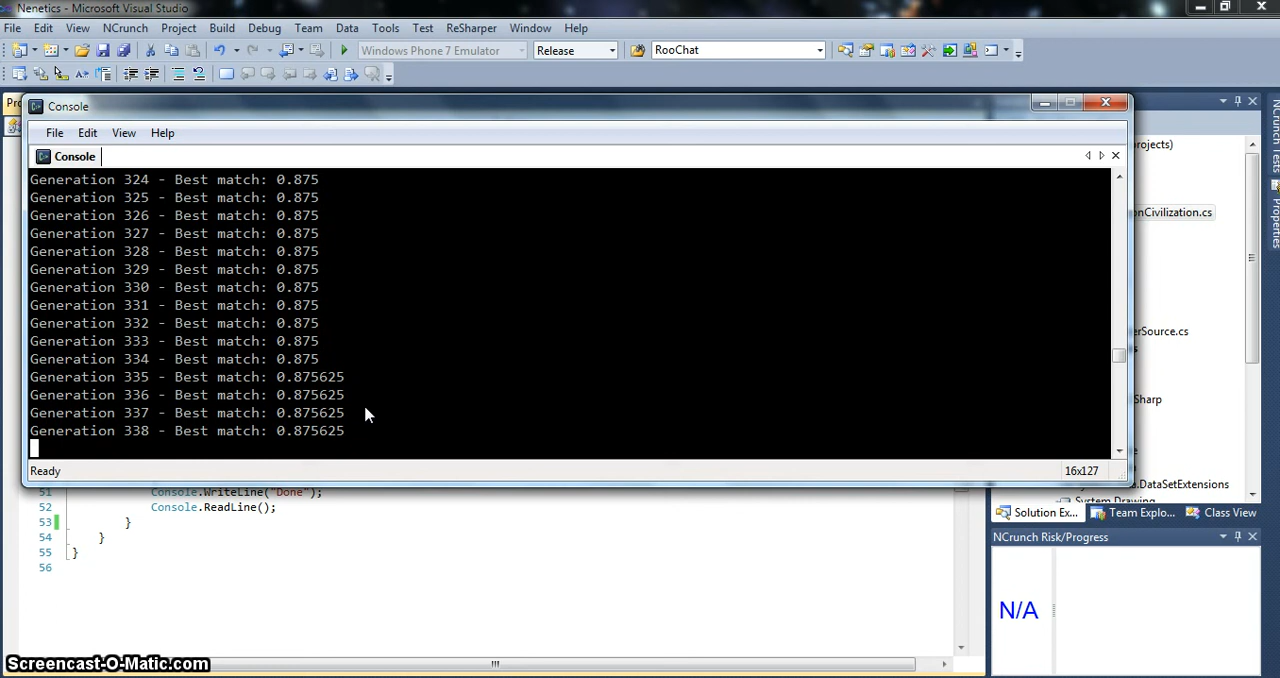 Nenetics - Microsoft Visual Studio
File Edit View NCrunch Project Build Debug Team Data Tools Test ReSharper Window Help
Windows Phone 7 Emulator Release RooChat
Console
File Edit View Help
Console
Generation 324 - Best match: 0.875
Generation 325 - Best match: 0.875
Generation 326 - Best match: 0.875
Generation 327 - Best match: 0.875
Generation 328 - Best match: 0.875
Generation 329 - Best match: 0.875
Generation 330 - Best match: 0.875
Generation 331 - Best match: 0.875
Generation 332 - Best match: 0.875
Generation 333 - Best match: 0.875
Generation 334 - Best match: 0.875
Generation 335 - Best match: 0.875625
Generation 336 - Best match: 0.875625
Generation 337 - Best match: 0.875625
Generation 338 - Best match: 0.875625
Ready 16x127
rojects)
onCivilization.cs
erSource.cs
Sharp
.DataSetExtensions
System.Drawing
NCrunch Tests
Properties
51 Console.WriteLine("Done");
52 Console.ReadLine();
53 }
54 }
55 }
56
Solution Ex... Team Explo... Class View
NCrunch Risk/Progress
N/A
Screencast-O-Matic.com